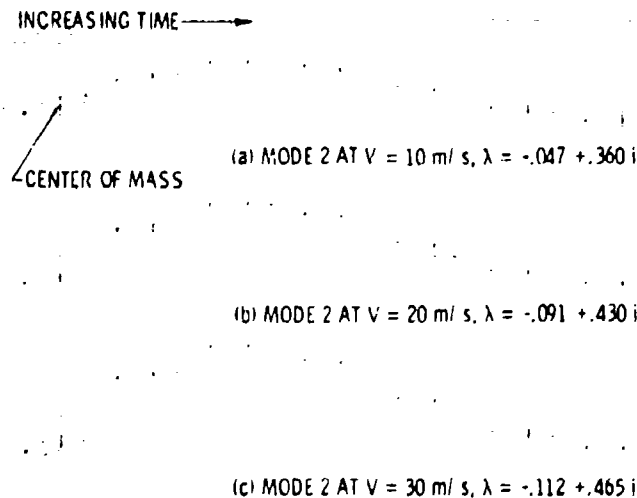 INCREASING TIME
(a) MODE 2 AT V = 10 m/ s, λ = -.047 +.360 i
CENTER OF MASS
(b) MODE 2 AT V = 20 m/ s, λ = -.091 +.430 i
(c) MODE 2 AT V = 30 m/ s, λ = -.112 +.465 i